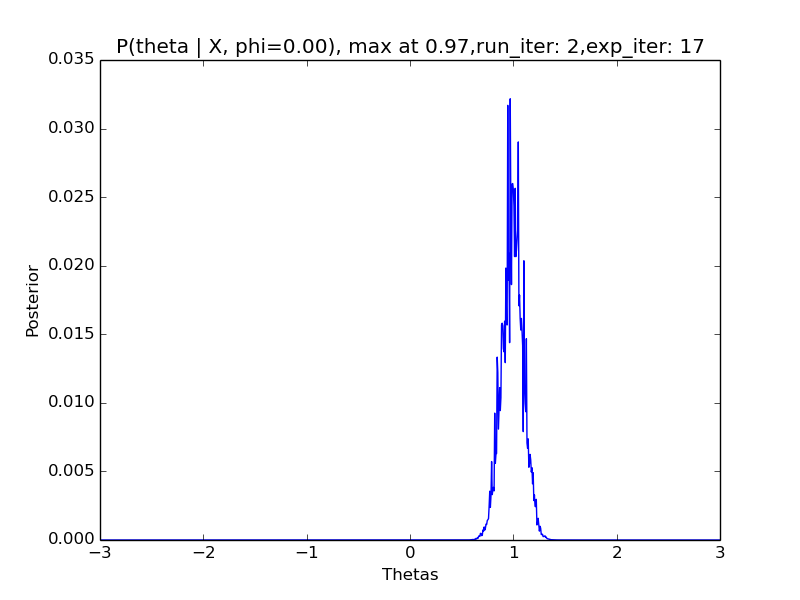 P(theta | X, phi=0.00), max at 0.97,run_iter: 2,exp_iter: 17
0.035
0.030
0.025
0.020
0.015
0.010
0.005
0.000
Posterior
−3 −2 −1 0 1 2 3
Thetas